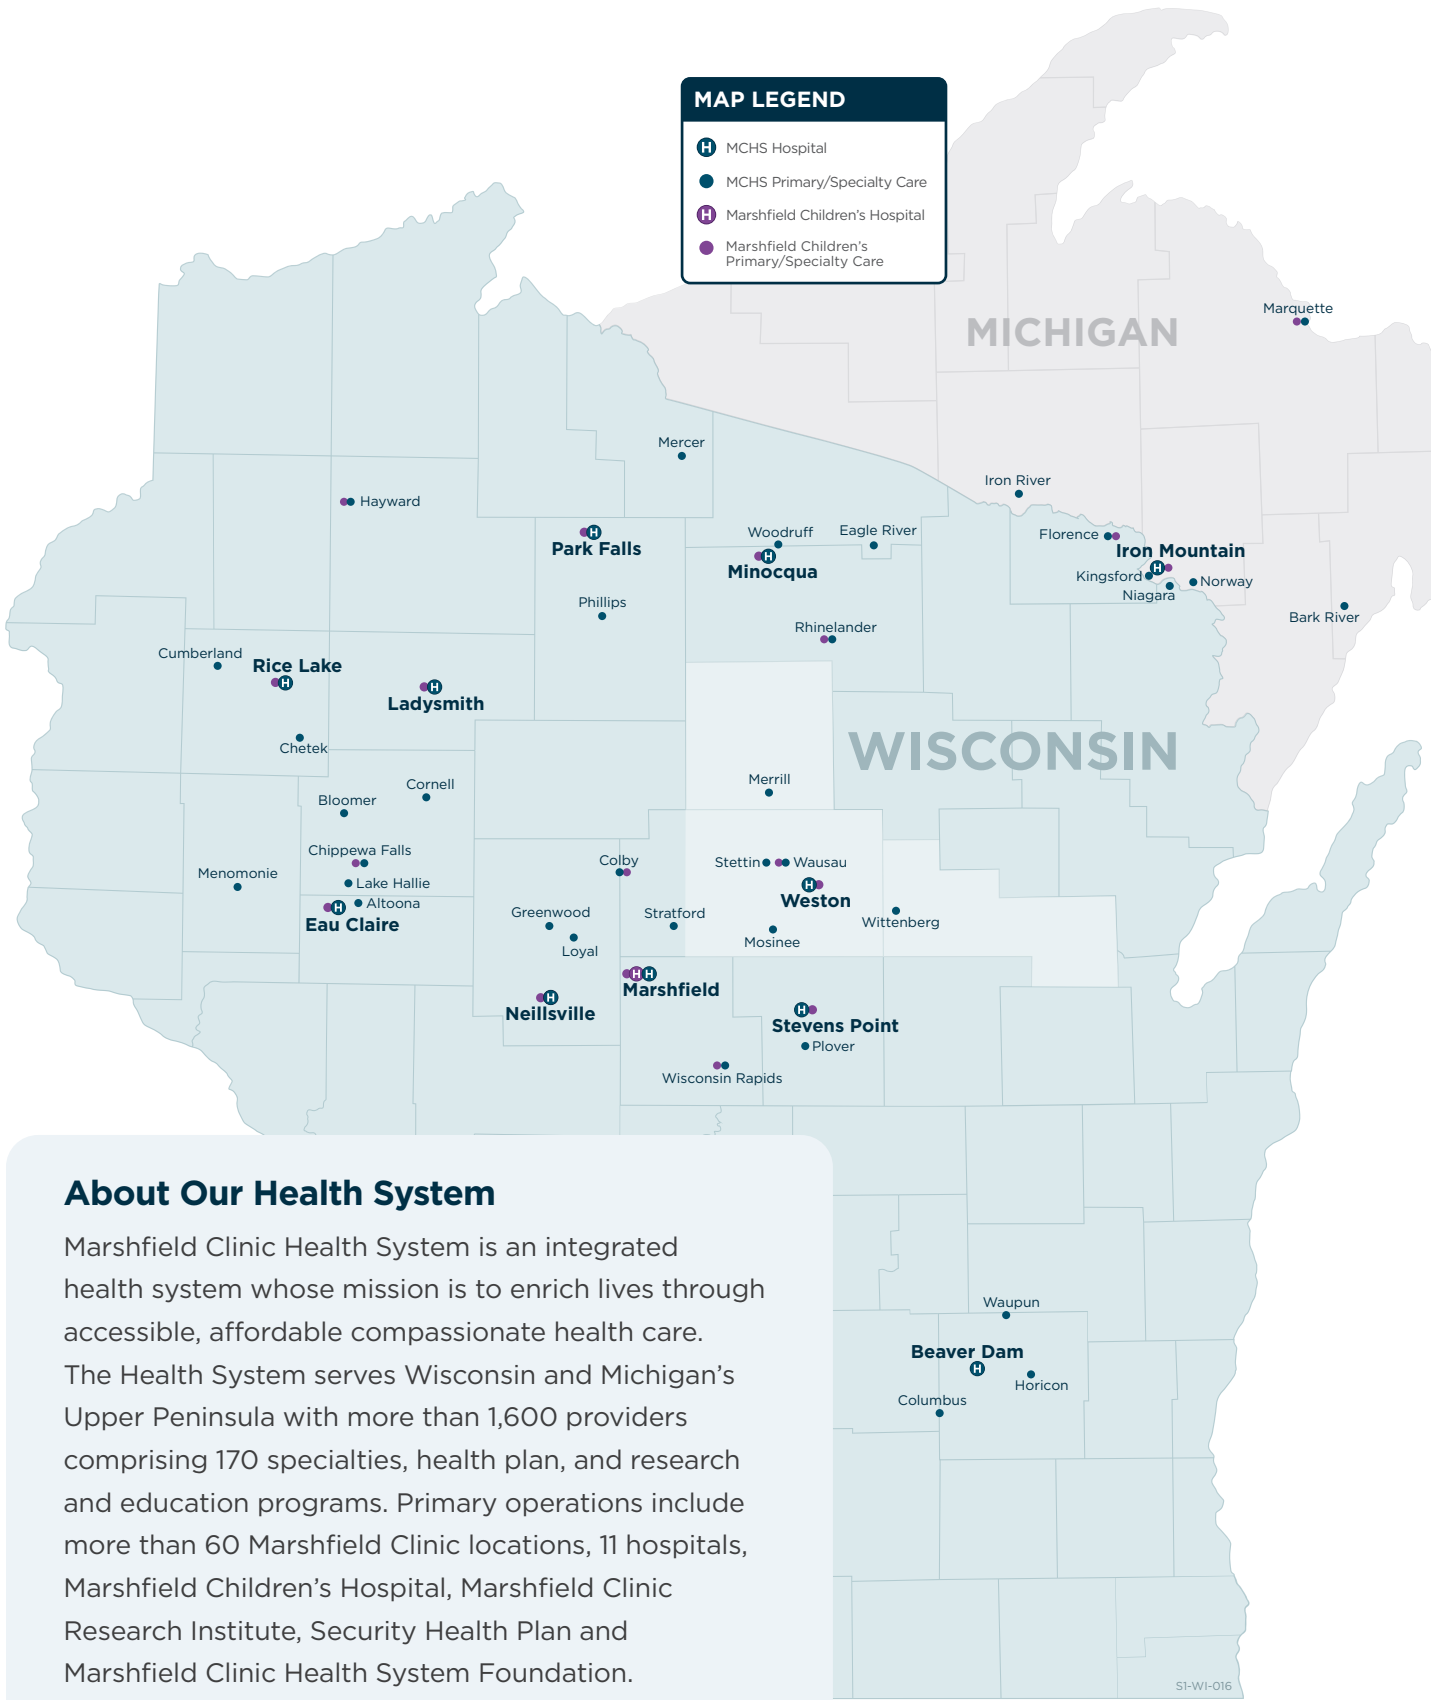 MAP LEGEND
H MCHS Hospital
MCHS Primary/Specialty Care
H Marshfield Children's Hospital
Marshfield Children's
Primary/Specialty Care
MICHIGAN
Marquette
Mercer
Iron River
Hayward
Park Falls
Woodruff
Eagle River
Minocqua
Florence
Iron Mountain
Kingsford
Norway
Niagara
Bark River
Phillips
Rhinelander
Cumberland
Rice Lake
Ladysmith
Chetek
WISCONSIN
Merrill
Cornell
Bloomer
Chippewa Falls
Colby
Stettin
Wausau
Menomonie
Lake Hallie
Weston
Altoona
Eau Claire
Greenwood
Stratford
Wittenberg
Loyal
Mosinee
Marshfield
Neillsville
Stevens Point
Plover
Wisconsin Rapids
About Our Health System
Marshfield Clinic Health System is an integrated
health system whose mission is to enrich lives through
accessible, affordable compassionate health care.
The Health System serves Wisconsin and Michigan's
Upper Peninsula with more than 1,600 providers
comprising 170 specialties, health plan, and research
and education programs. Primary operations include
more than 60 Marshfield Clinic locations, 11 hospitals,
Marshfield Children's Hospital, Marshfield Clinic
Research Institute, Security Health Plan and
Marshfield Clinic Health System Foundation.
Waupun
Beaver Dam
Horicon
Columbus
S1-WI-016